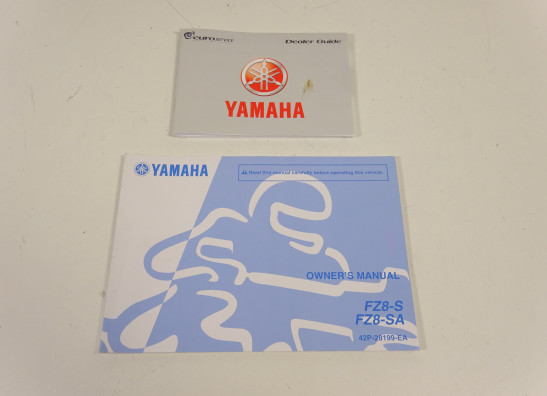 euro service Dealer Guide
YAMAHA
YAMAHA
Read this manual carefully before operating this vehicle.
OWNER'S MANUAL
FZ8-S
FZ8-SA
42P-28199-EA